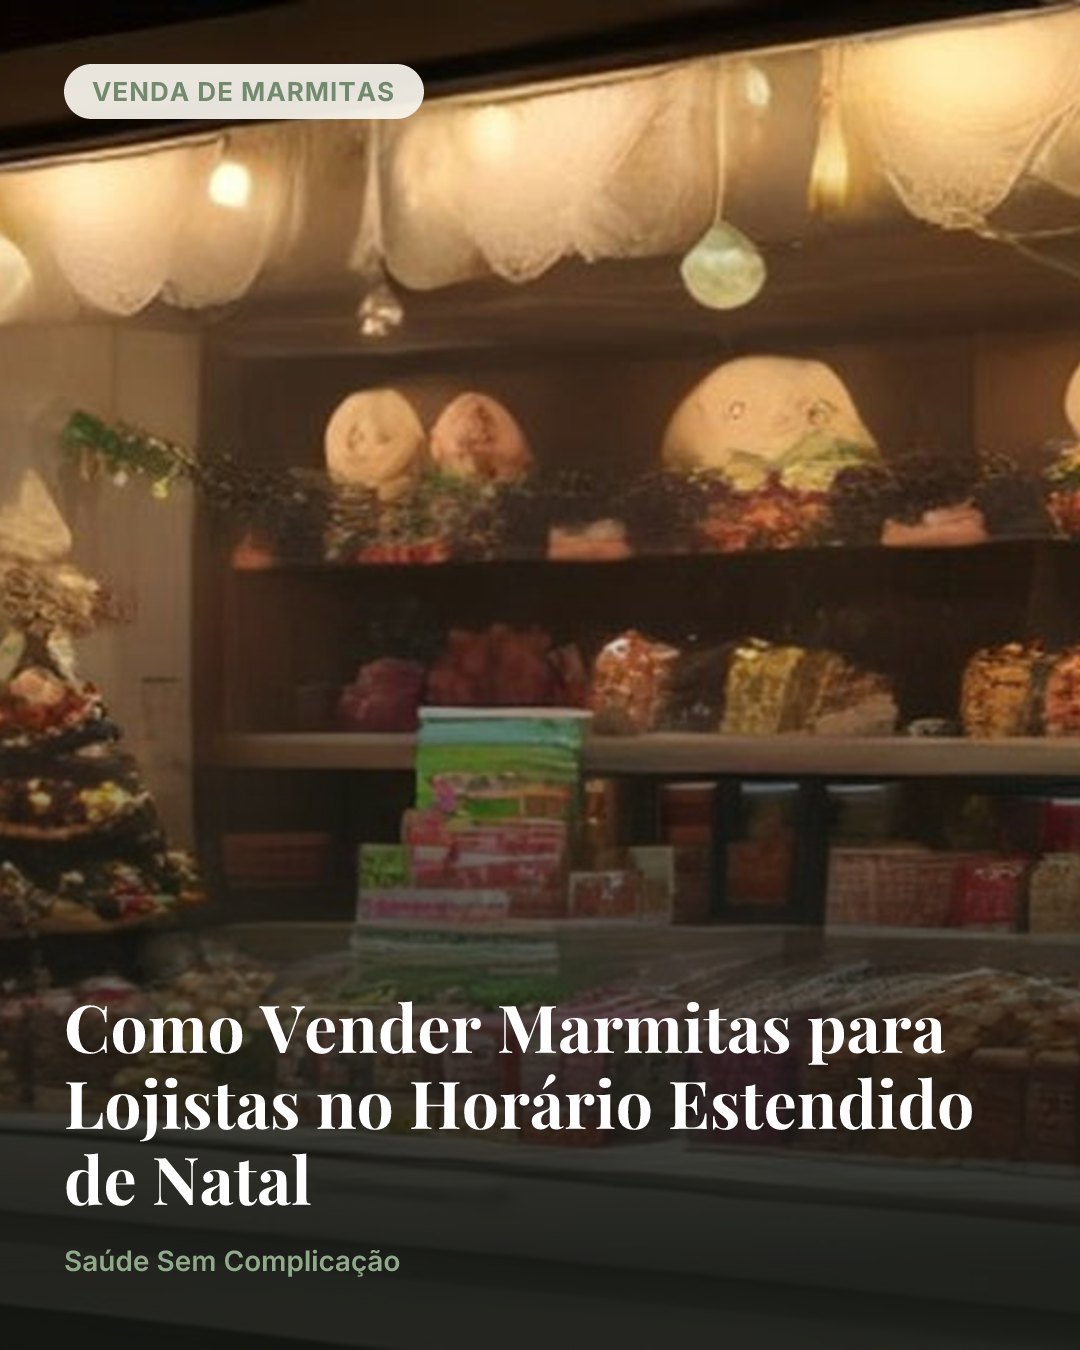 VENDA DE MARMITAS
Como Vender Marmitas para
Lojistas no Horário Estendido
de Natal
Saúde Sem Complicação